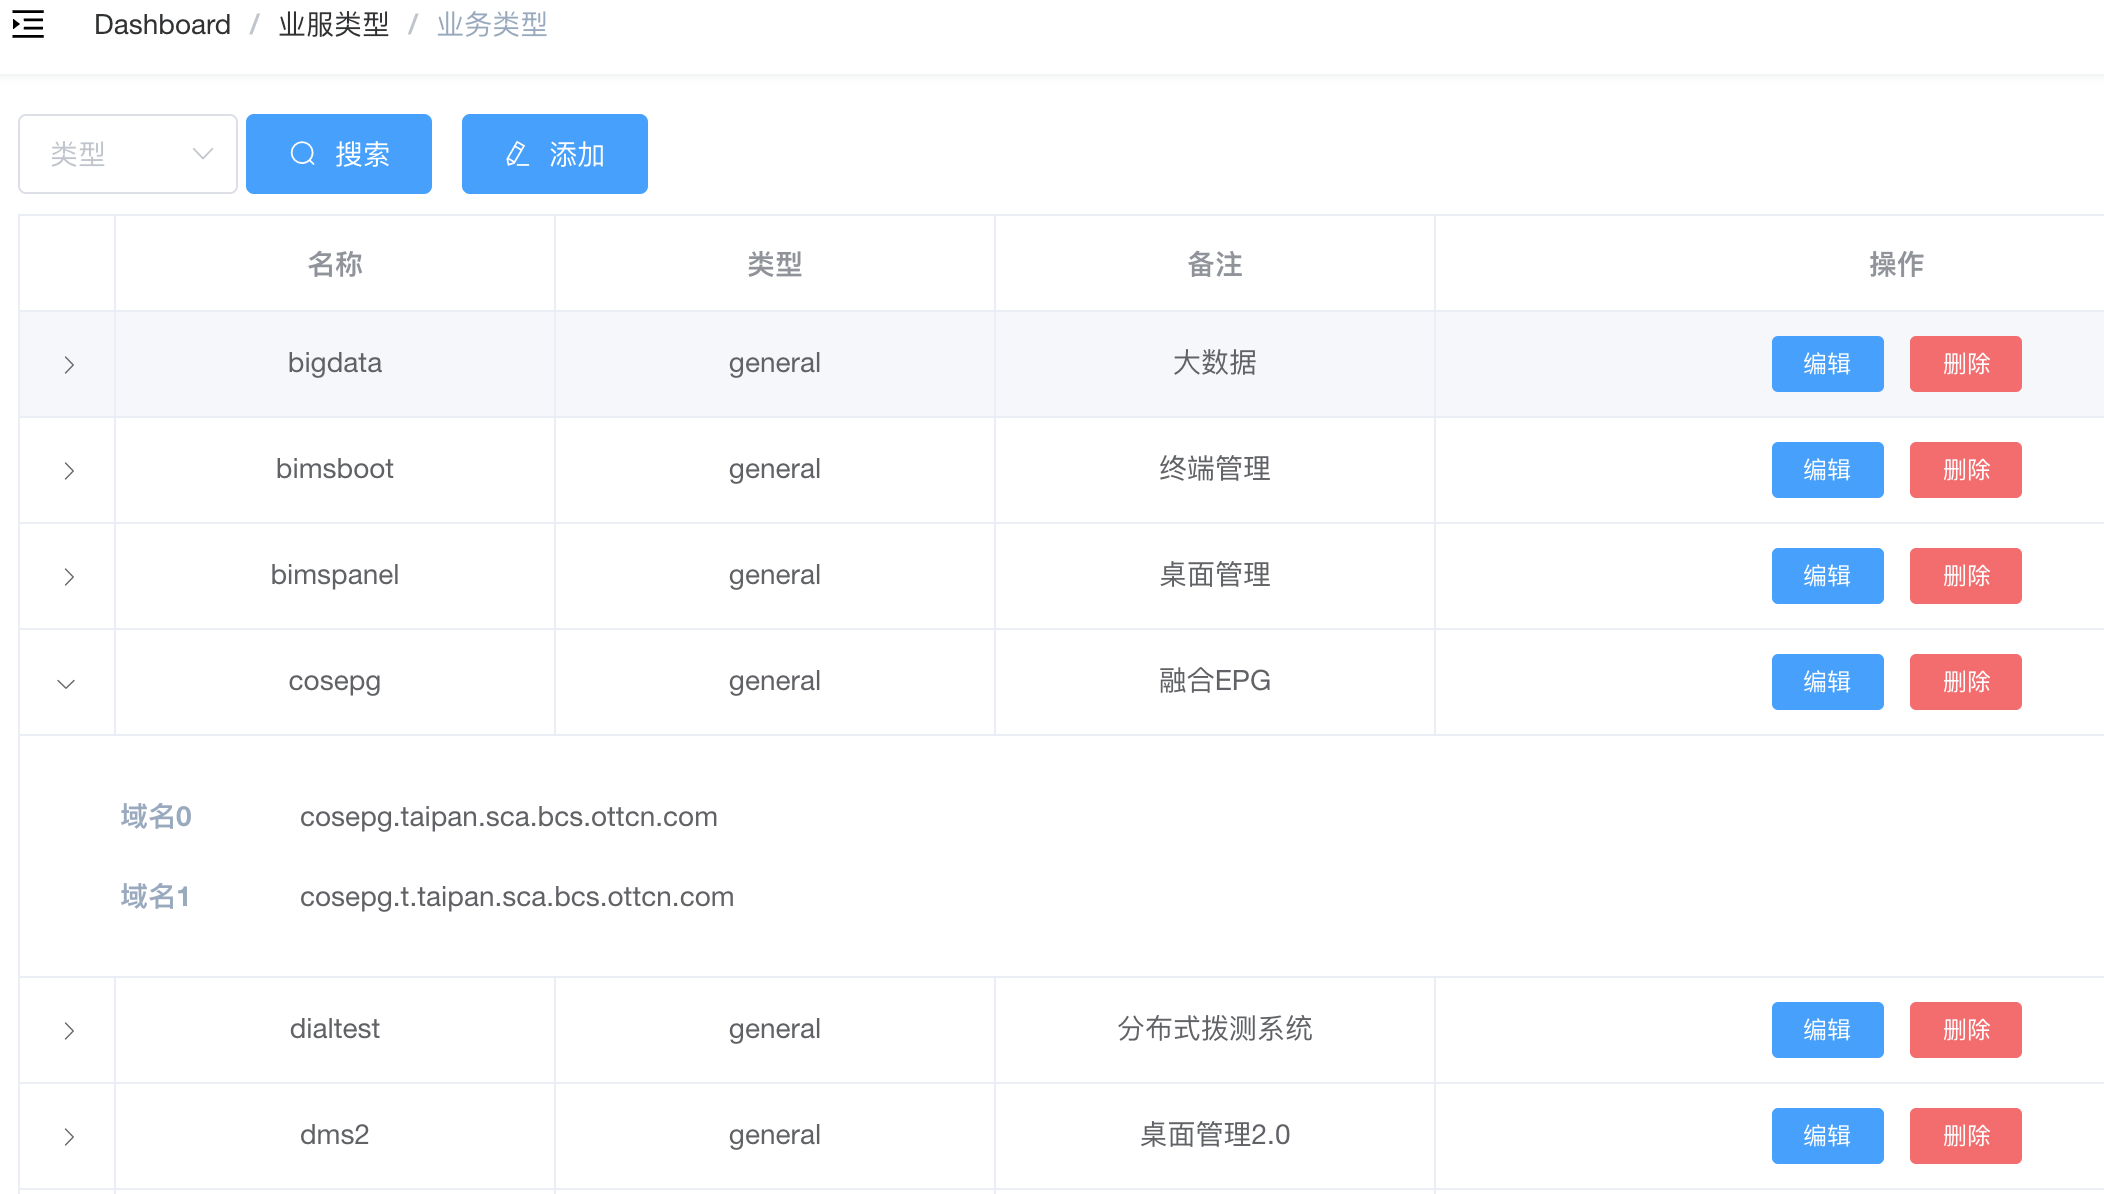 Dashboard / 业服类型 / 业务类型
类型 搜索 添加
名称 类型 备注 操作
bigdata general 大数据 编辑 删除
bimsboot general 终端管理 编辑 删除
bimspanel general 桌面管理 编辑 删除
cosepg general 融合EPG 编辑 删除
域名0 cosepg.taipan.sca.bcs.ottcn.com
域名1 cosepg.t.taipan.sca.bcs.ottcn.com
dialtest general 分布式拨测系统 编辑 删除
dms2 general 桌面管理2.0 编辑 删除